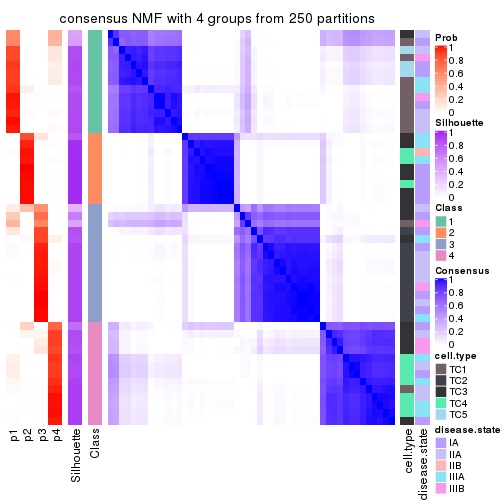 consensus NMF with 4 groups from 250 partitions
Prob
1
0.8
0.6
0.4
0.2
0
Silhouette
1
0.8
0.6
0.4
0.2
0
Class
1
2
3
4
Consensus
1
0.8
0.6
0.4
0.2
0
cell.type
TC1
TC2
TC3
TC4
TC5
disease.state
IA
IIA
IIB
IIIA
IIIB
p1
p2
p3
p4
Silhouette
Class
cell.type
disease.state